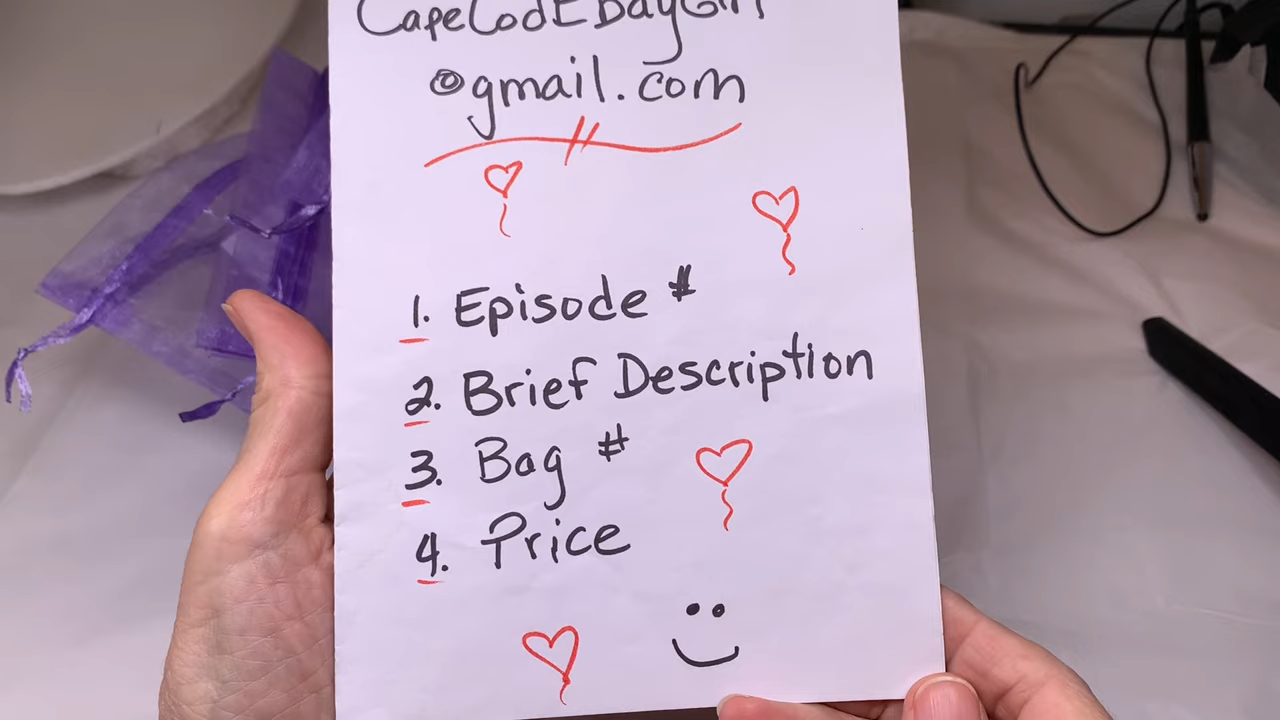 CapeCodEBayGirl
@gmail.com
1. Episode #
2. Brief Description
3. Bag #
4. Price